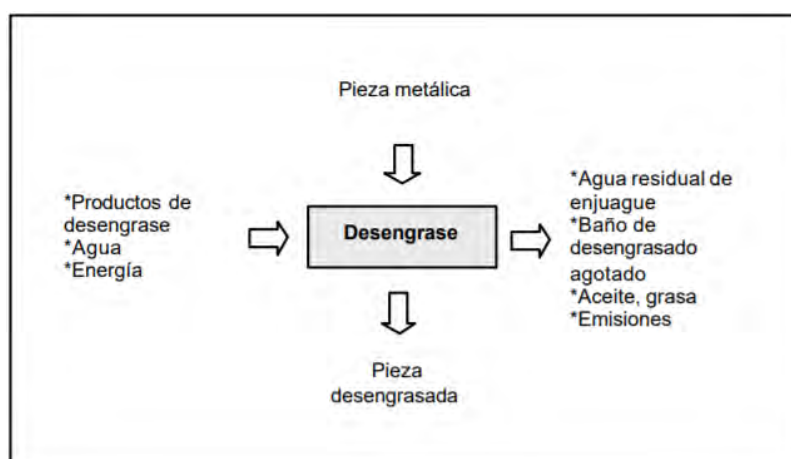 Pieza metálica
*Productos de
desengrase
*Agua
*Energía
Desengrase
*Agua residual de
enjuague
*Baño de
desengrasado
agotado
*Aceite, grasa
*Emisiones
Pieza
desengrasada